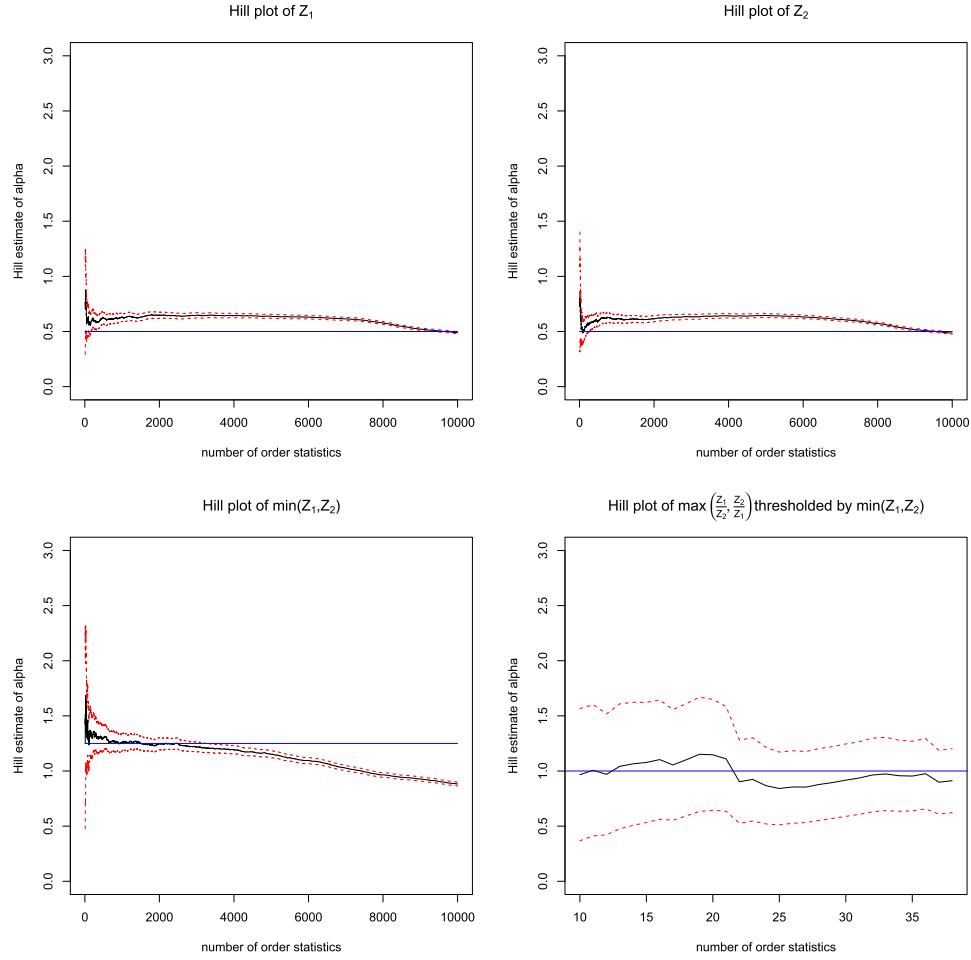 Hill plot of Z₁
Hill estimate of alpha
0.0 0.5 1.0 1.5 2.0 2.5 3.0
0 2000 4000 6000 8000 10000
number of order statistics
Hill plot of Z₂
Hill estimate of alpha
0.0 0.5 1.0 1.5 2.0 2.5 3.0
0 2000 4000 6000 8000 10000
number of order statistics
Hill plot of min(Z₁,Z₂)
Hill estimate of alpha
0.0 0.5 1.0 1.5 2.0 2.5 3.0
0 2000 4000 6000 8000 10000
number of order statistics
Hill plot of max(Z₁/Z₂, Z₂/Z₁) thresholded by min(Z₁,Z₂)
Hill estimate of alpha
0.0 0.5 1.0 1.5 2.0 2.5 3.0
10 15 20 25 30 35
number of order statistics